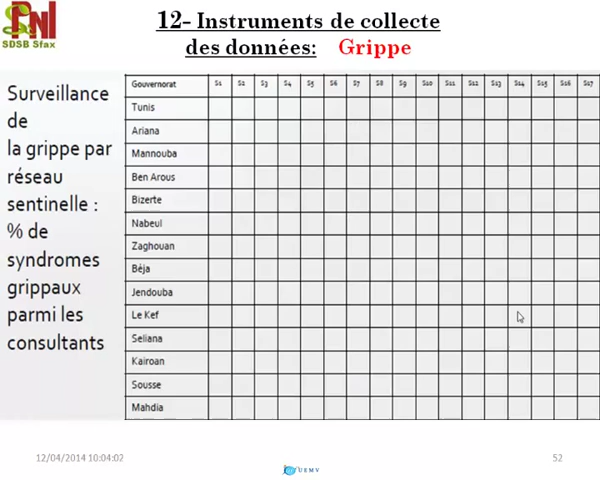 PNI
SDSB Sfax
12- Instruments de collecte
des données: Grippe
Surveillance
de
la grippe par
réseau
sentinelle :
% de
syndromes
grippaux
parmi les
consultants
Gouvernorat S1 S2 S3 S4 S5 S6 S7 S8 S9 S10 S11 S12 S13 S14 S15 S16 S17
Tunis
Ariana
Mannouba
Ben Arous
Bizerte
Nabeul
Zaghouan
Béja
Jendouba
Le Kef
Seliana
Kairoan
Sousse
Mahdia
12/04/2014 10:04:02
52
UEMV